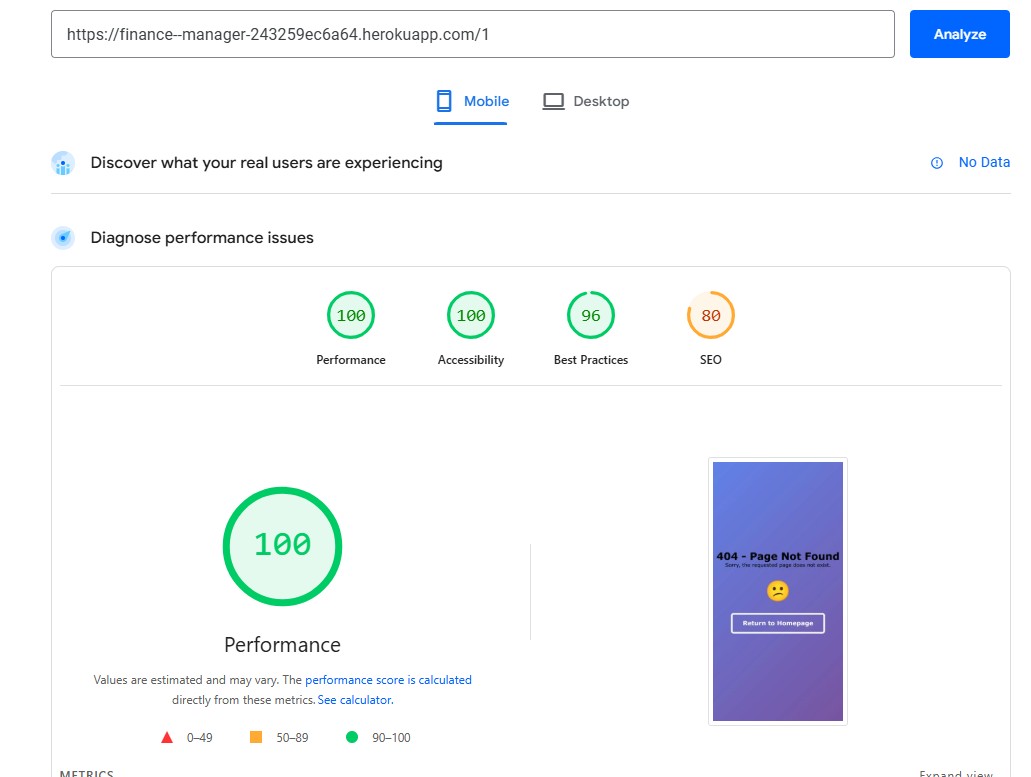 https://finance--manager-243259ec6a64.herokuapp.com/1
Analyze
Mobile
Desktop
Discover what your real users are experiencing
No Data
Diagnose performance issues
100
100
96
80
Performance
Accessibility
Best Practices
SEO
100
Performance
Values are estimated and may vary. The performance score is calculated
directly from these metrics. See calculator.
0–49
50–89
90–100
404 - Page Not Found
Sorry, the requested page does not exist.
Return to Homepage
METRICS
Expand view